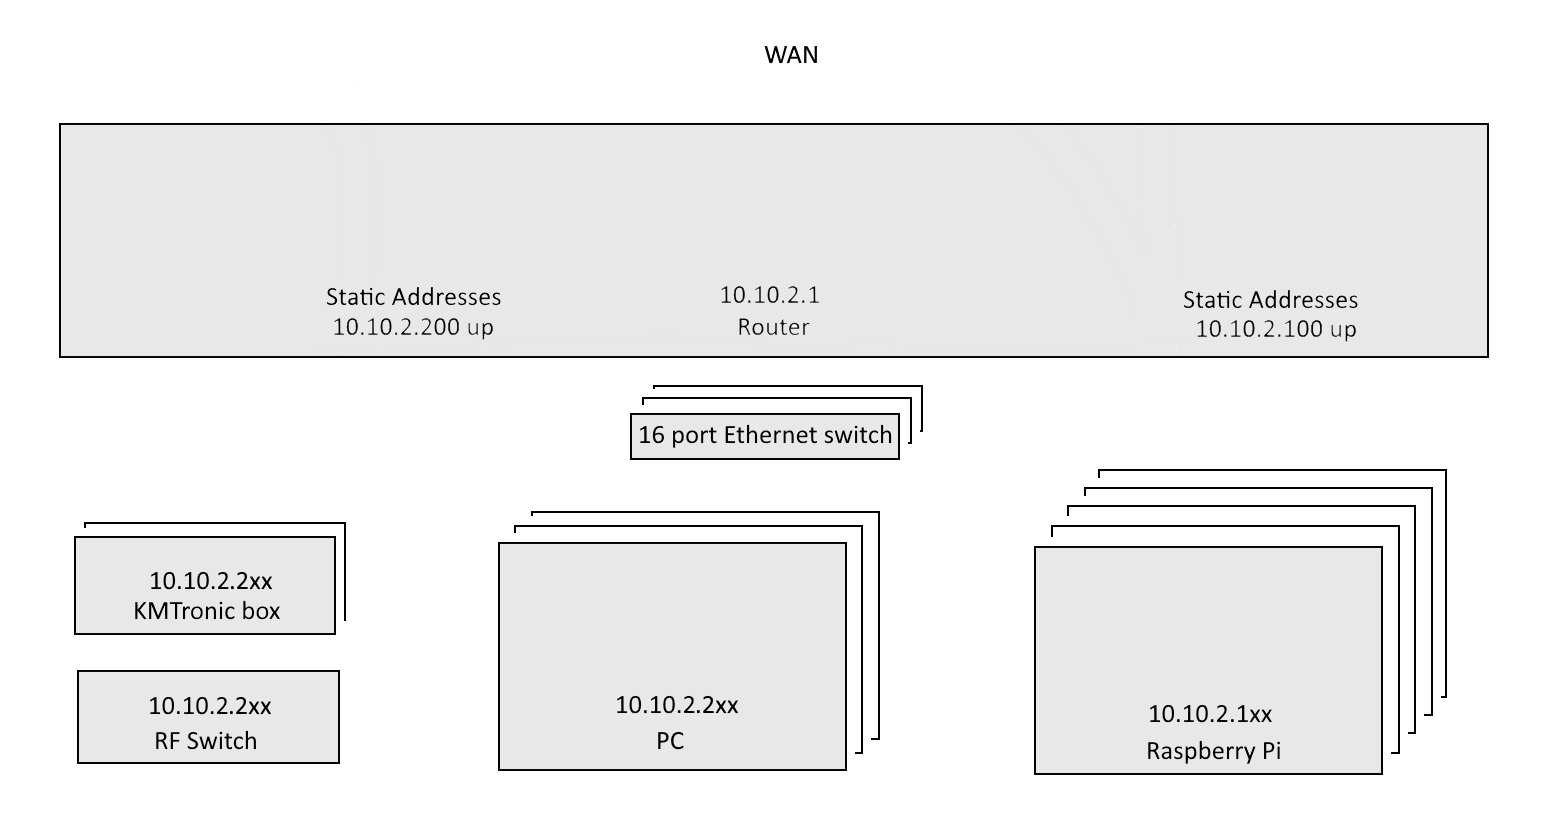 WAN
Static Addresses
10.10.2.200 up
10.10.2.1
Router
Static Addresses
10.10.2.100 up
16 port Ethernet switch
10.10.2.2xx
KMTronic box
10.10.2.2xx
RF Switch
10.10.2.2xx
PC
10.10.2.1xx
Raspberry Pi